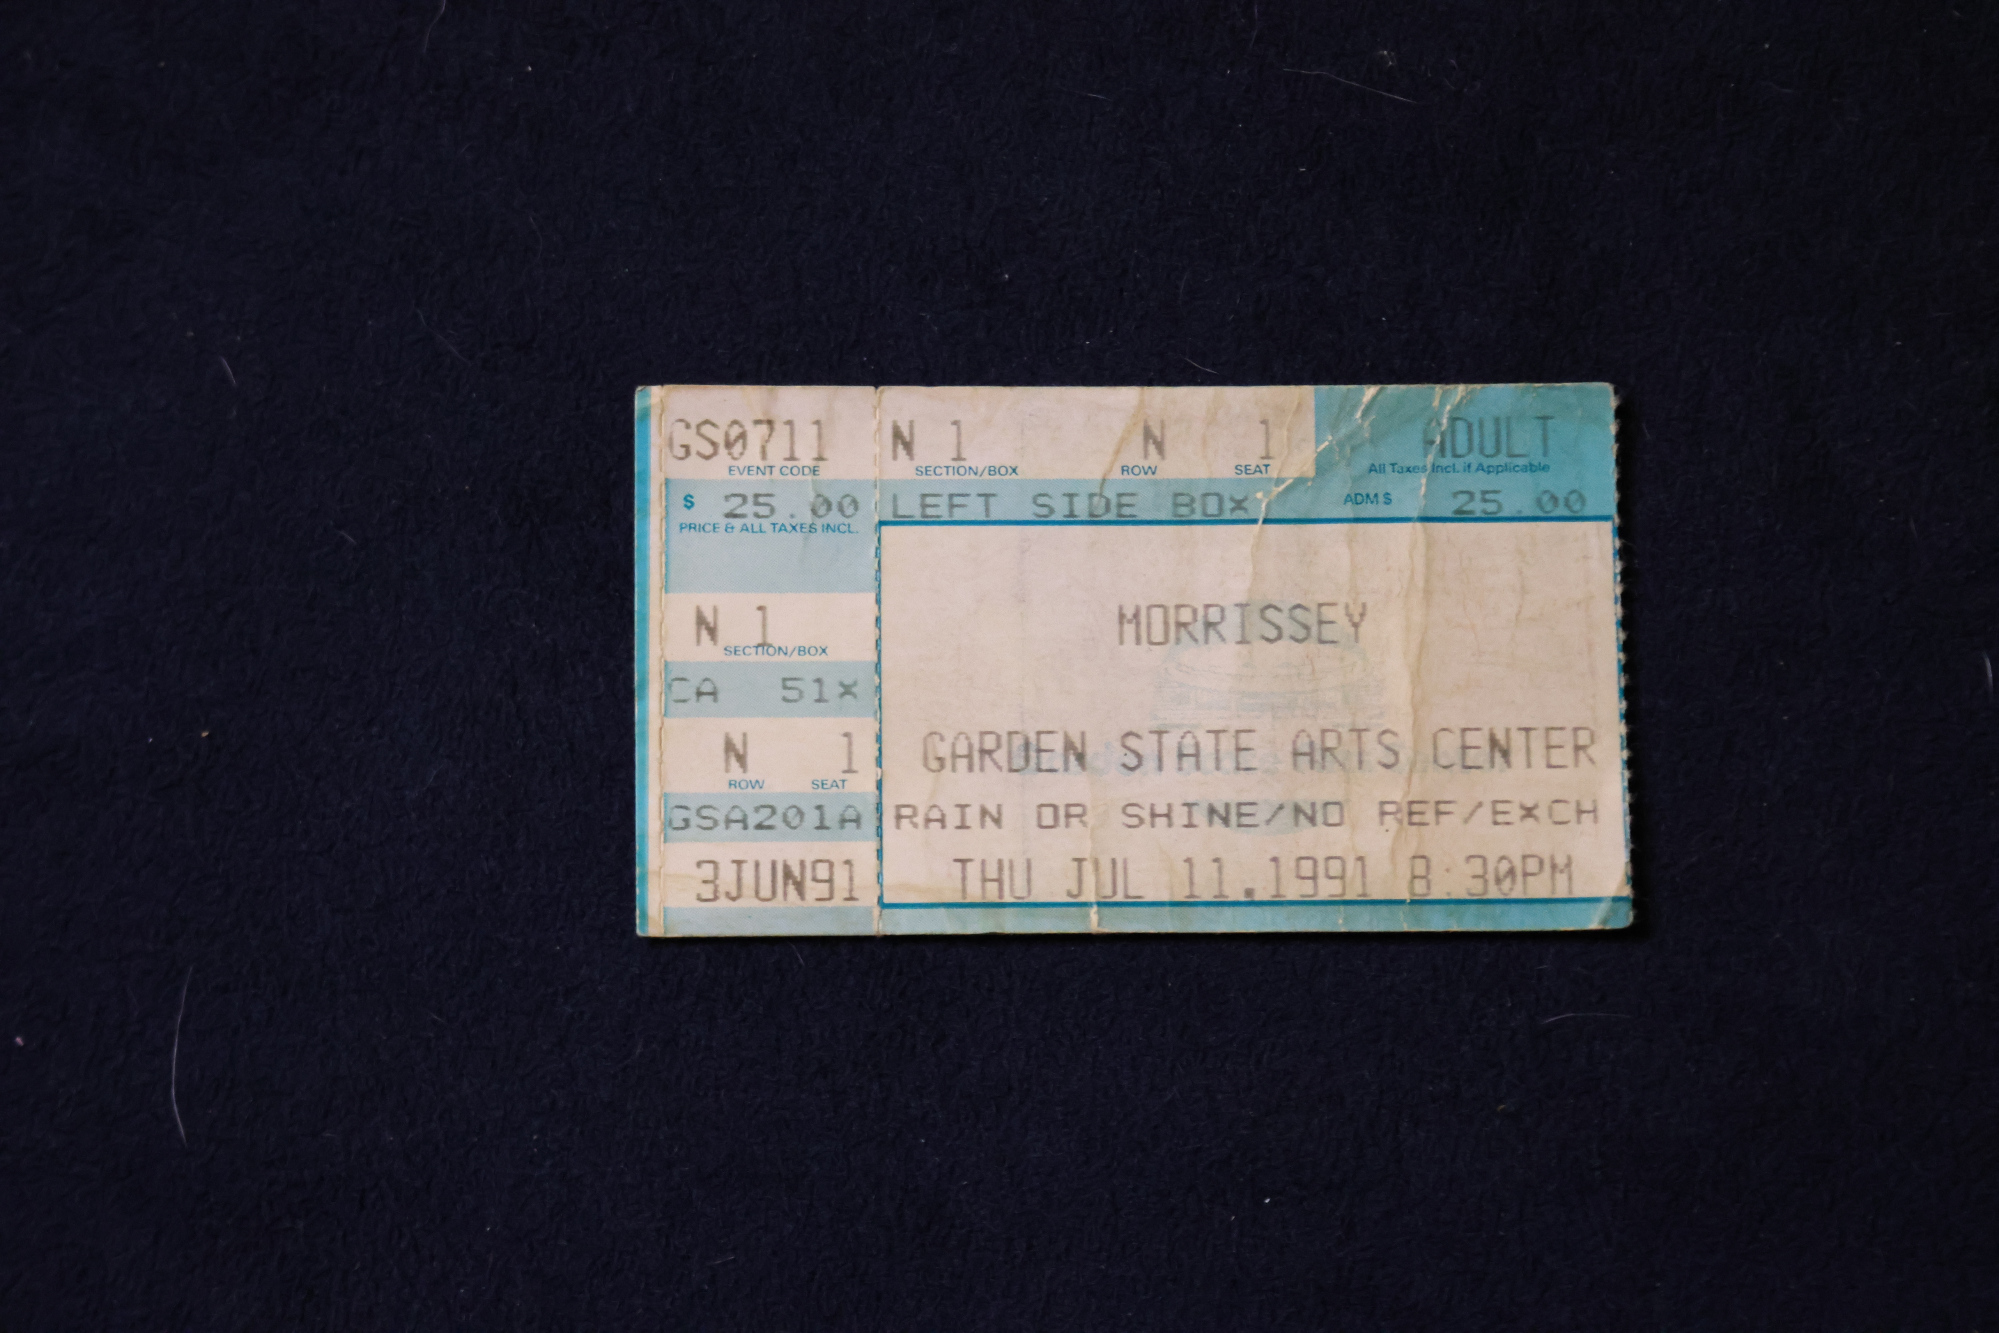 GS0711
EVENT CODE
$ 25.00
PRICE & ALL TAXES INCL.
N 1
SECTION/BOX
CA 51X
N 1
ROW SEAT
GSA201A
3JUN91
N 1 N 1 ADULT
SECTION/BOX ROW SEAT All Taxes Incl. if Applicable
LEFT SIDE BOX ADM $ 25.00
MORRISSEY
GARDEN STATE ARTS CENTER
RAIN OR SHINE/NO REF/EXCH
THU JUL 11,1991 8:30PM